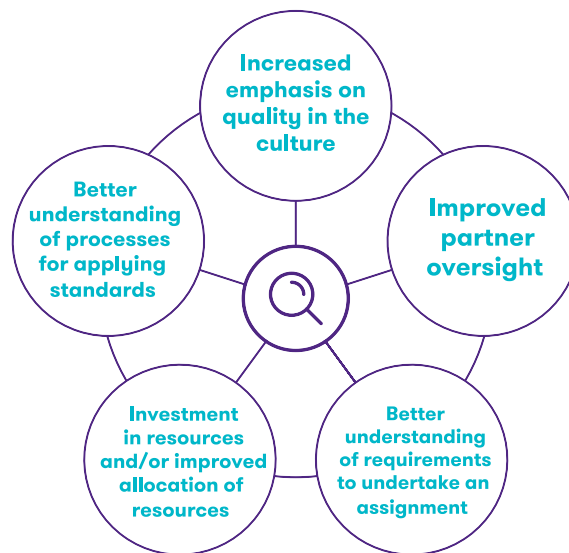 Increased
emphasis on
quality in the
culture
Improved
partner
oversight
Better
understanding
of requirements
to undertake an
assignment
Investment
in resources
and/or improved
allocation of
resources
Better
understanding
of processes
for applying
standards